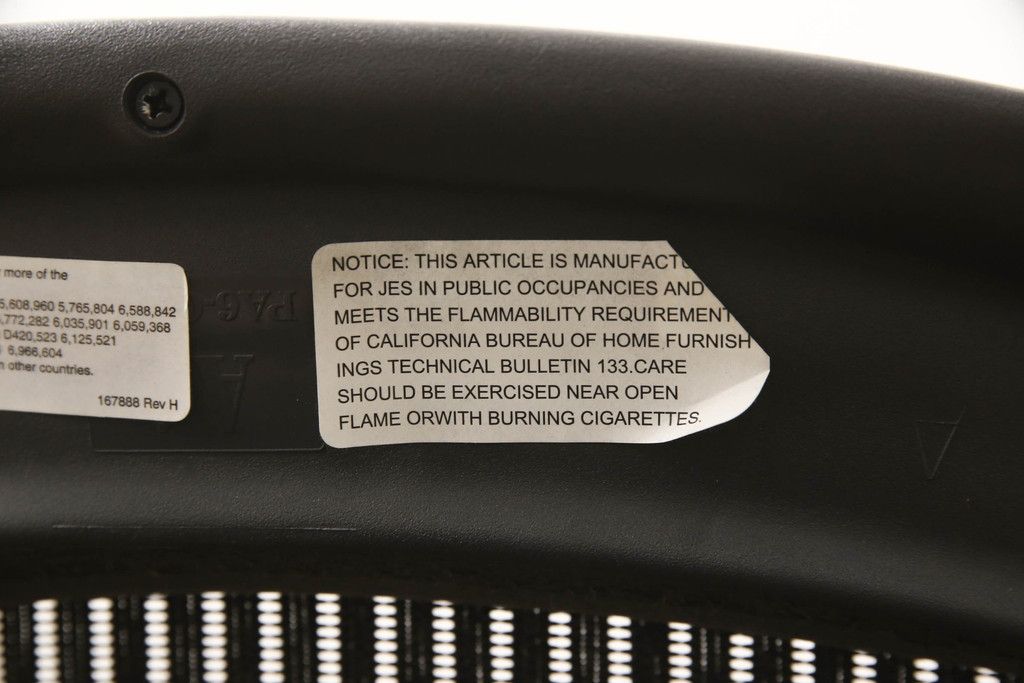 more of the
5,608,960 5,765,804 6,588,842
,772,282 6,035,901 6,059,368
D420,523 6,125,521
6,966,604
other countries.
167888 Rev H
PA6-
NOTICE: THIS ARTICLE IS MANUFACTU
FOR JES IN PUBLIC OCCUPANCIES AND
MEETS THE FLAMMABILITY REQUIREMENT
OF CALIFORNIA BUREAU OF HOME FURNISH
INGS TECHNICAL BULLETIN 133.CARE
SHOULD BE EXERCISED NEAR OPEN
FLAME ORWITH BURNING CIGARETTES.